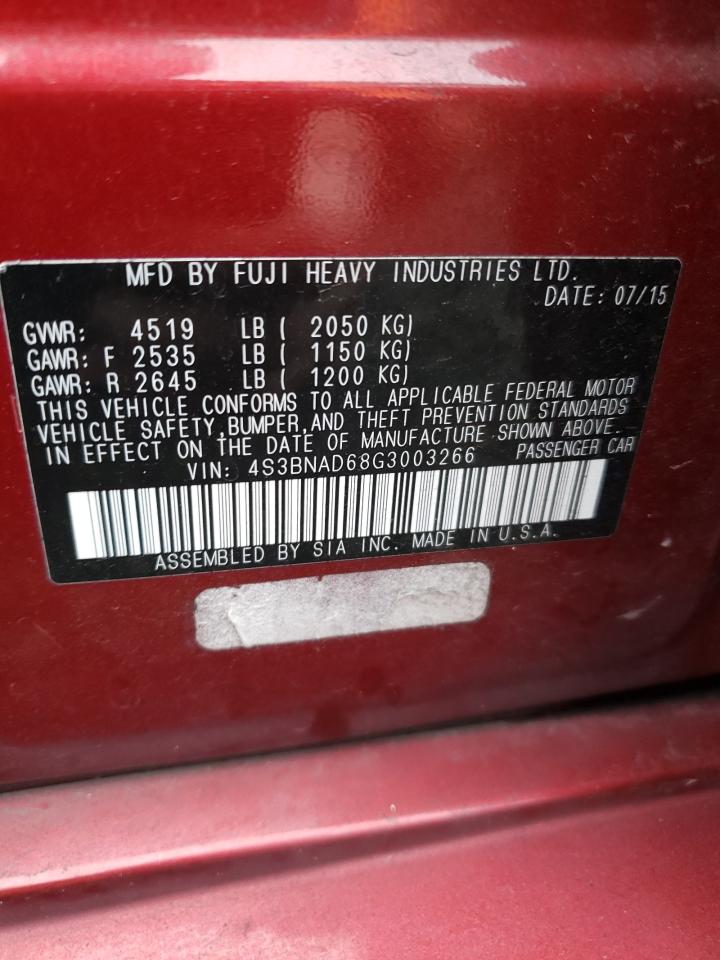 MFD BY FUJI HEAVY INDUSTRIES LTD.
DATE: 07/15
GVWR: 4519 LB ( 2050 KG)
GAWR: F 2535 LB ( 1150 KG)
GAWR: R 2645 LB ( 1200 KG)
THIS VEHICLE CONFORMS TO ALL APPLICABLE FEDERAL MOTOR
VEHICLE SAFETY,BUMPER,AND THEFT PREVENTION STANDARDS
IN EFFECT ON THE DATE OF MANUFACTURE SHOWN ABOVE.
VIN: 4S3BNAD68G3003266 PASSENGER CAR
ASSEMBLED BY SIA INC. MADE IN U.S.A.